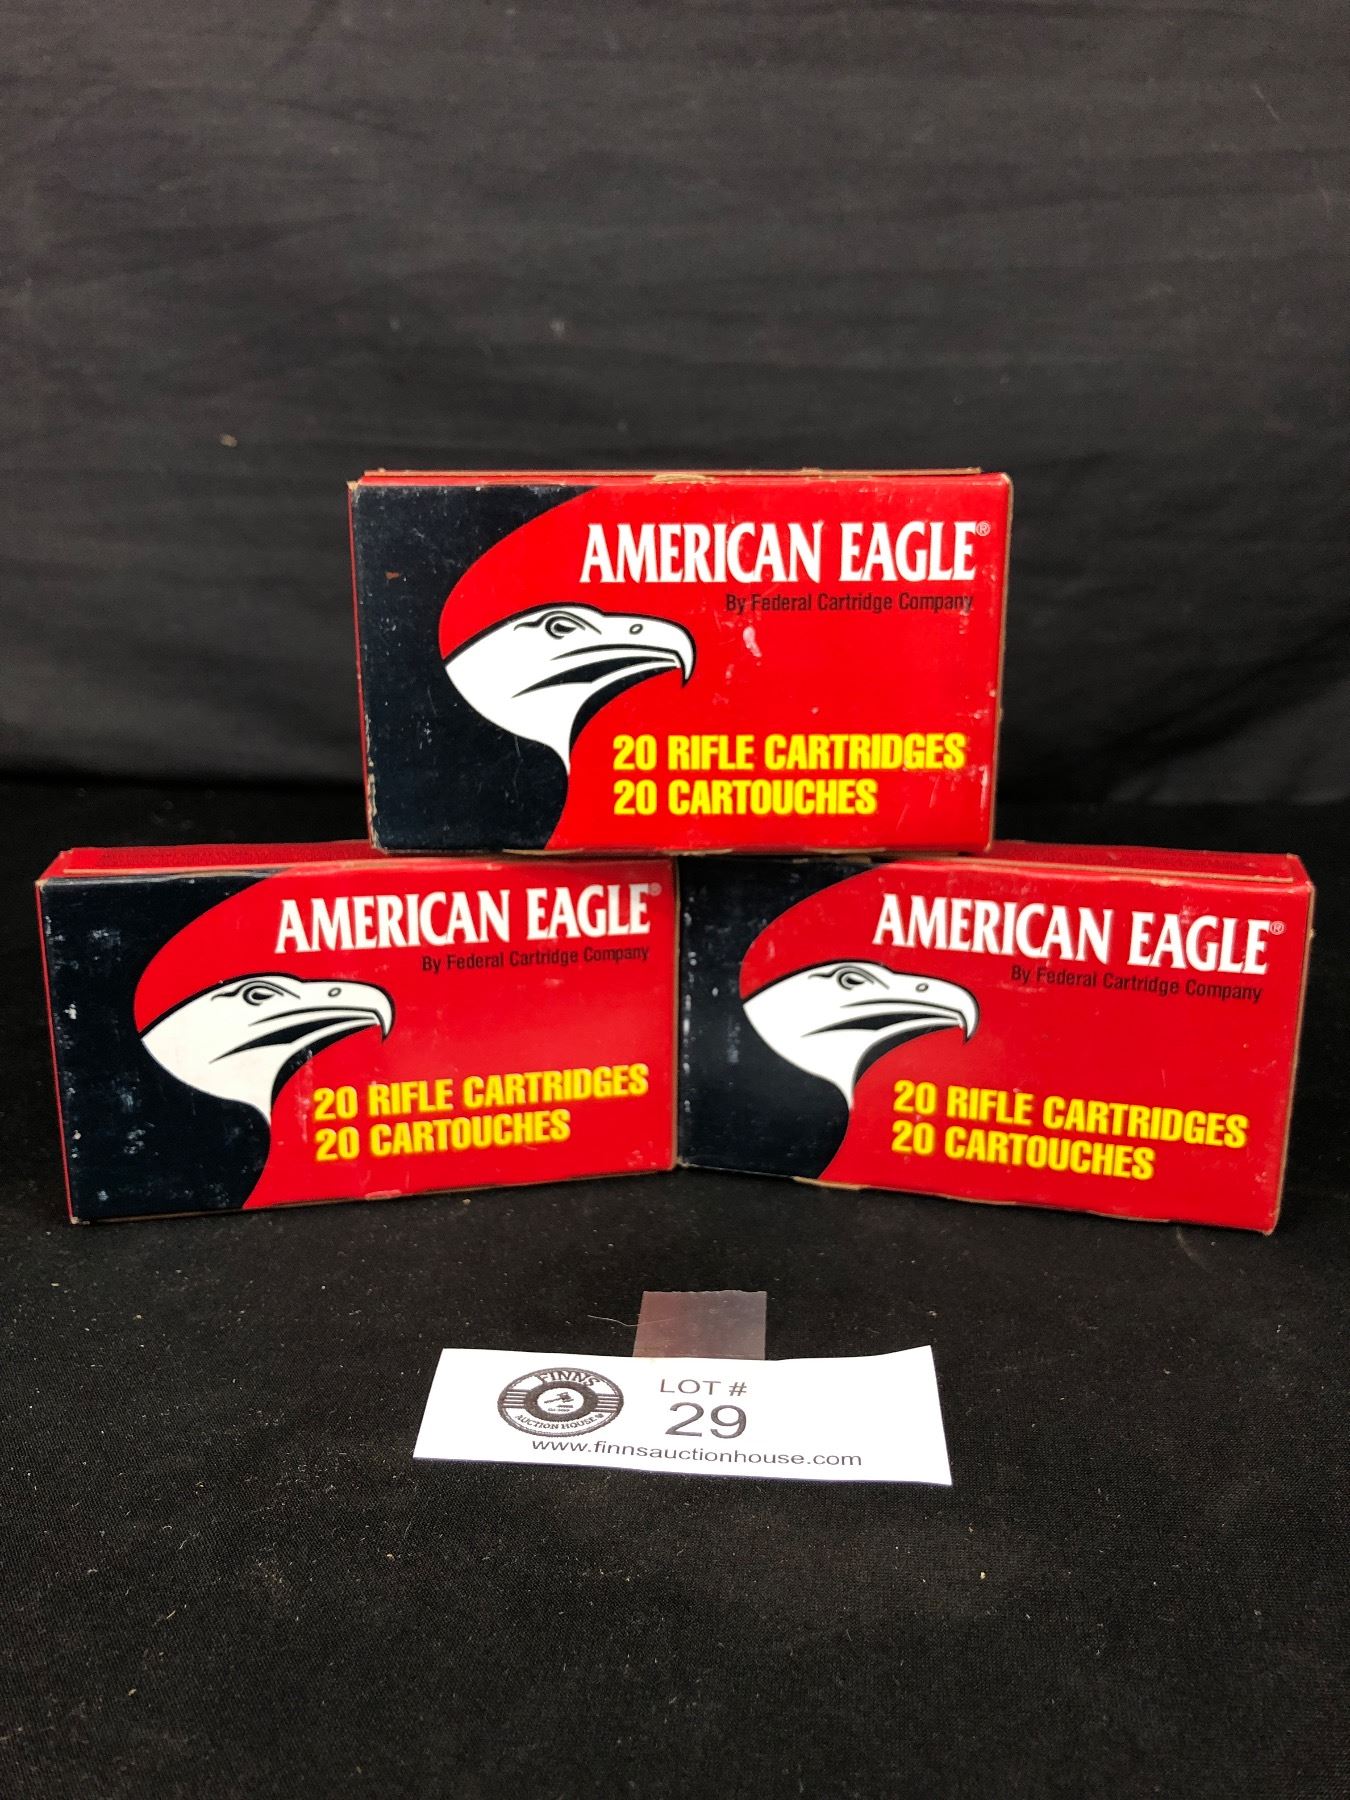 AMERICAN EAGLE®
By Federal Cartridge Company
20 RIFLE CARTRIDGES
20 CARTOUCHES
AMERICAN EAGLE®
By Federal Cartridge Company
20 RIFLE CARTRIDGES
20 CARTOUCHES
AMERICAN EAGLE®
By Federal Cartridge Company
20 RIFLE CARTRIDGES
20 CARTOUCHES
FINNS
AUCTION HOUSE
LOT #
29
www.finnsauctionhouse.com